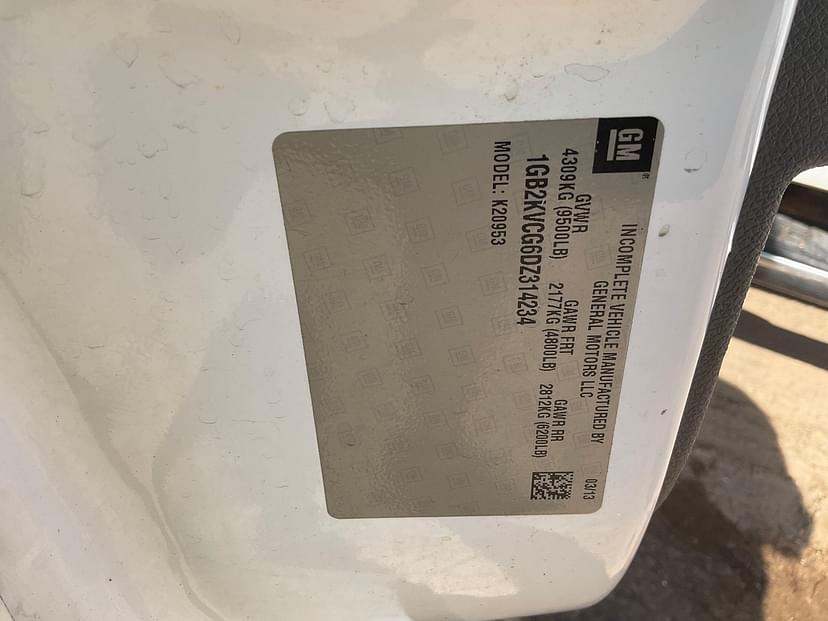 GM
INCOMPLETE VEHICLE MANUFACTURED BY
GENERAL MOTORS LLC
03/13
GVWR GAWR FRT GAWR RR
4309KG (9500LB) 2177KG (4800LB) 2812KG (6200LB)
1GB2KVCG6DZ314234
MODEL: K20953